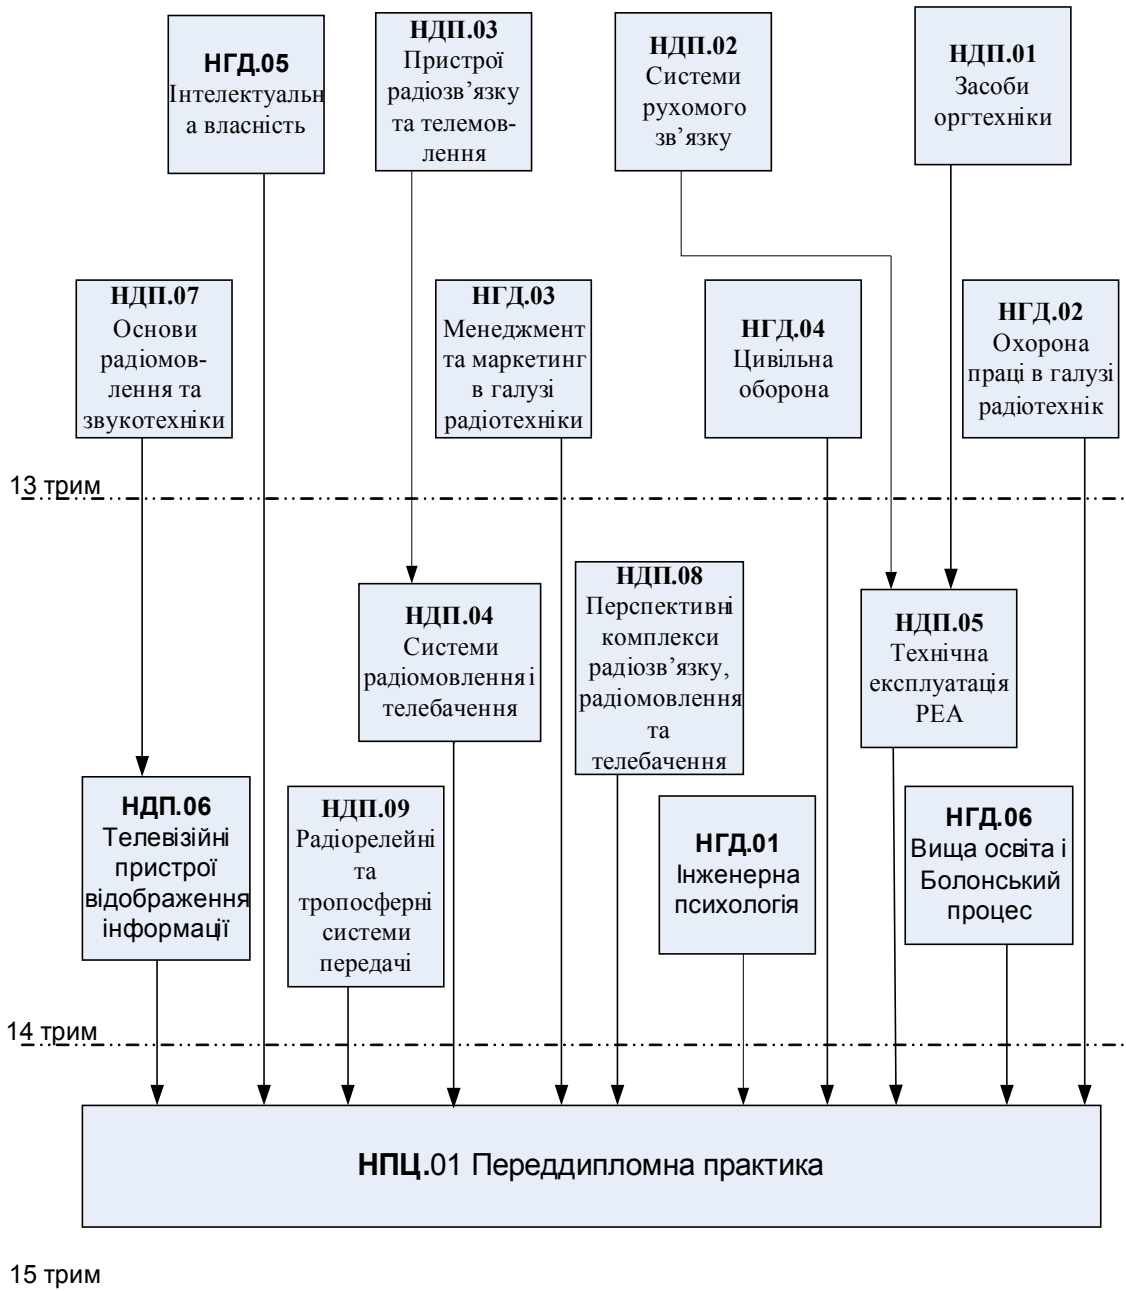 НГД.05
Інтелектуальн
а власність
НДП.03
Пристрої
радіозв’язку
та телемов-
лення
НДП.02
Системи
рухомого
зв’язку
НДП.01
Засоби
оргтехніки
НДП.07
Основи
радіомов-
лення та
звукотехніки
НГД.03
Менеджмент
та маркетинг
в галузі
радіотехніки
НГД.04
Цивільна
оборона
НГД.02
Охорона
праці в галузі
радіотехнік
13 трим
НДП.04
Системи
радіомовлення і
телебачення
НДП.08
Перспективні
комплекси
радіозв’язку,
радіомовлення
та
телебачення
НДП.05
Технічна
експлуатація
РЕА
НДП.06
Телевізійні
пристрої
відображення
інформації
НДП.09
Радіорелейні
та
тропосферні
системи
передачі
НГД.01
Інженерна
психологія
НГД.06
Вища освіта і
Болонський
процес
14 трим
НПЦ.01 Переддипломна практика
15 трим